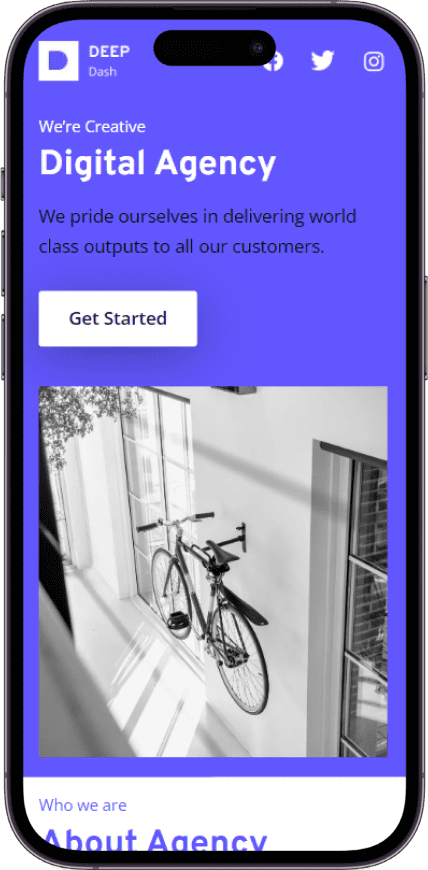 DEEP
Dash
We're Creative
Digital Agency
We pride ourselves in delivering world
class outputs to all our customers.
Get Started
Who we are
About Agency